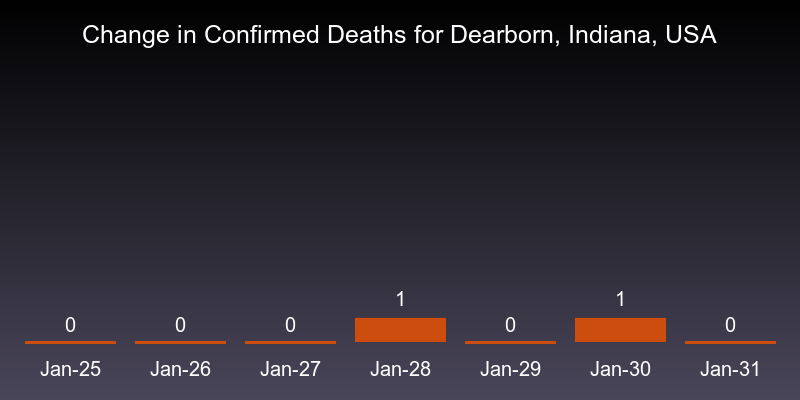 Change in Confirmed Deaths for Dearborn, Indiana, USA
0 0 0 1 0 1 0
Jan-25 Jan-26 Jan-27 Jan-28 Jan-29 Jan-30 Jan-31